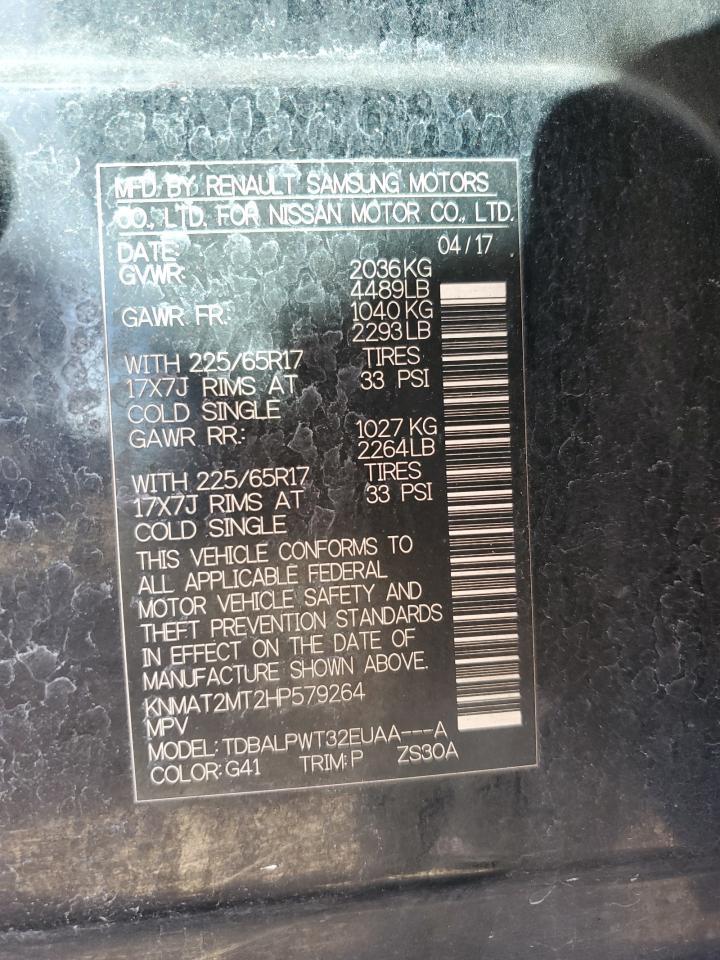 MFD. BY RENAULT SAMSUNG MOTORS
CO., LTD. FOR NISSAN MOTOR CO., LTD.
DATE: 04/17
GVWR: 2036KG
4489LB
GAWR FR.: 1040 KG
2293LB
WITH 225/65R17 TIRES
17X7J RIMS AT 33 PSI
COLD SINGLE
GAWR RR.: 1027 KG
2264LB
WITH 225/65R17 TIRES
17X7J RIMS AT 33 PSI
COLD SINGLE
THIS VEHICLE CONFORMS TO
ALL APPLICABLE FEDERAL
MOTOR VEHICLE SAFETY AND
THEFT PREVENTION STANDARDS
IN EFFECT ON THE DATE OF
MANUFACTURE SHOWN ABOVE.
KNMAT2MT2HP579264
MPV
MODEL: TDBALPWT32EUAA---A
COLOR: G41 TRIM: P ZS30A